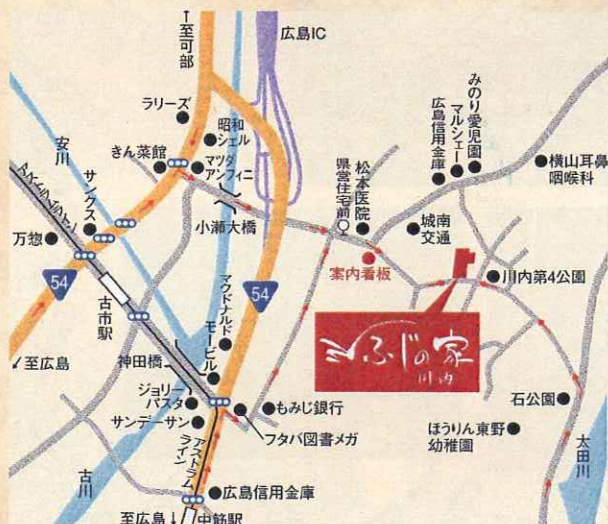 ↑至可部
広島IC
ラリーズ
昭和
シェル
きん菜館
マツダ
アンフィニ
安川
アストラムライン
サンクス
万惣
小瀬大橋
県営住宅前
松本医院
みのり愛児園
マルシェー
広島信用金庫
横山耳鼻
咽喉科
城南
交通
案内看板
川内第4公園
54
54
古市駅
マクドナルド
モービル
↙至広島
神田橋
ふじの家
川内
ジョリー
パスタ
サンデーサン
もみじ銀行
フタバ図書メガ
石公園
ほうりん東野
幼稚園
太田川
アストラム
ライン
古川
広島信用金庫
至広島↓
中筋駅